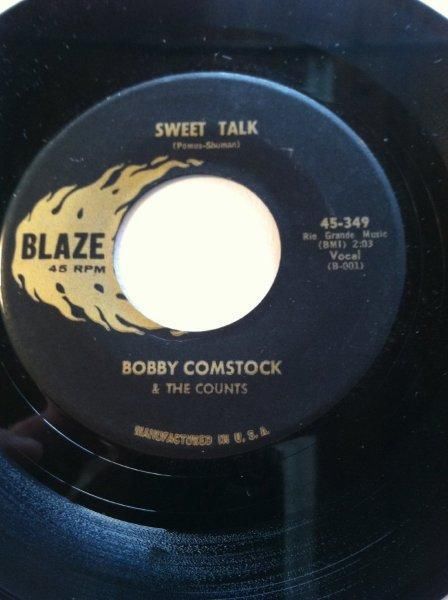 SWEET TALK
(Pomus-Shuman)
BLAZE
45 RPM
45-349
Rio Grande Music
(BMI) 2:03
Vocal
(B-001)
BOBBY COMSTOCK
& THE COUNTS
MANUFACTURED IN U.S.A.